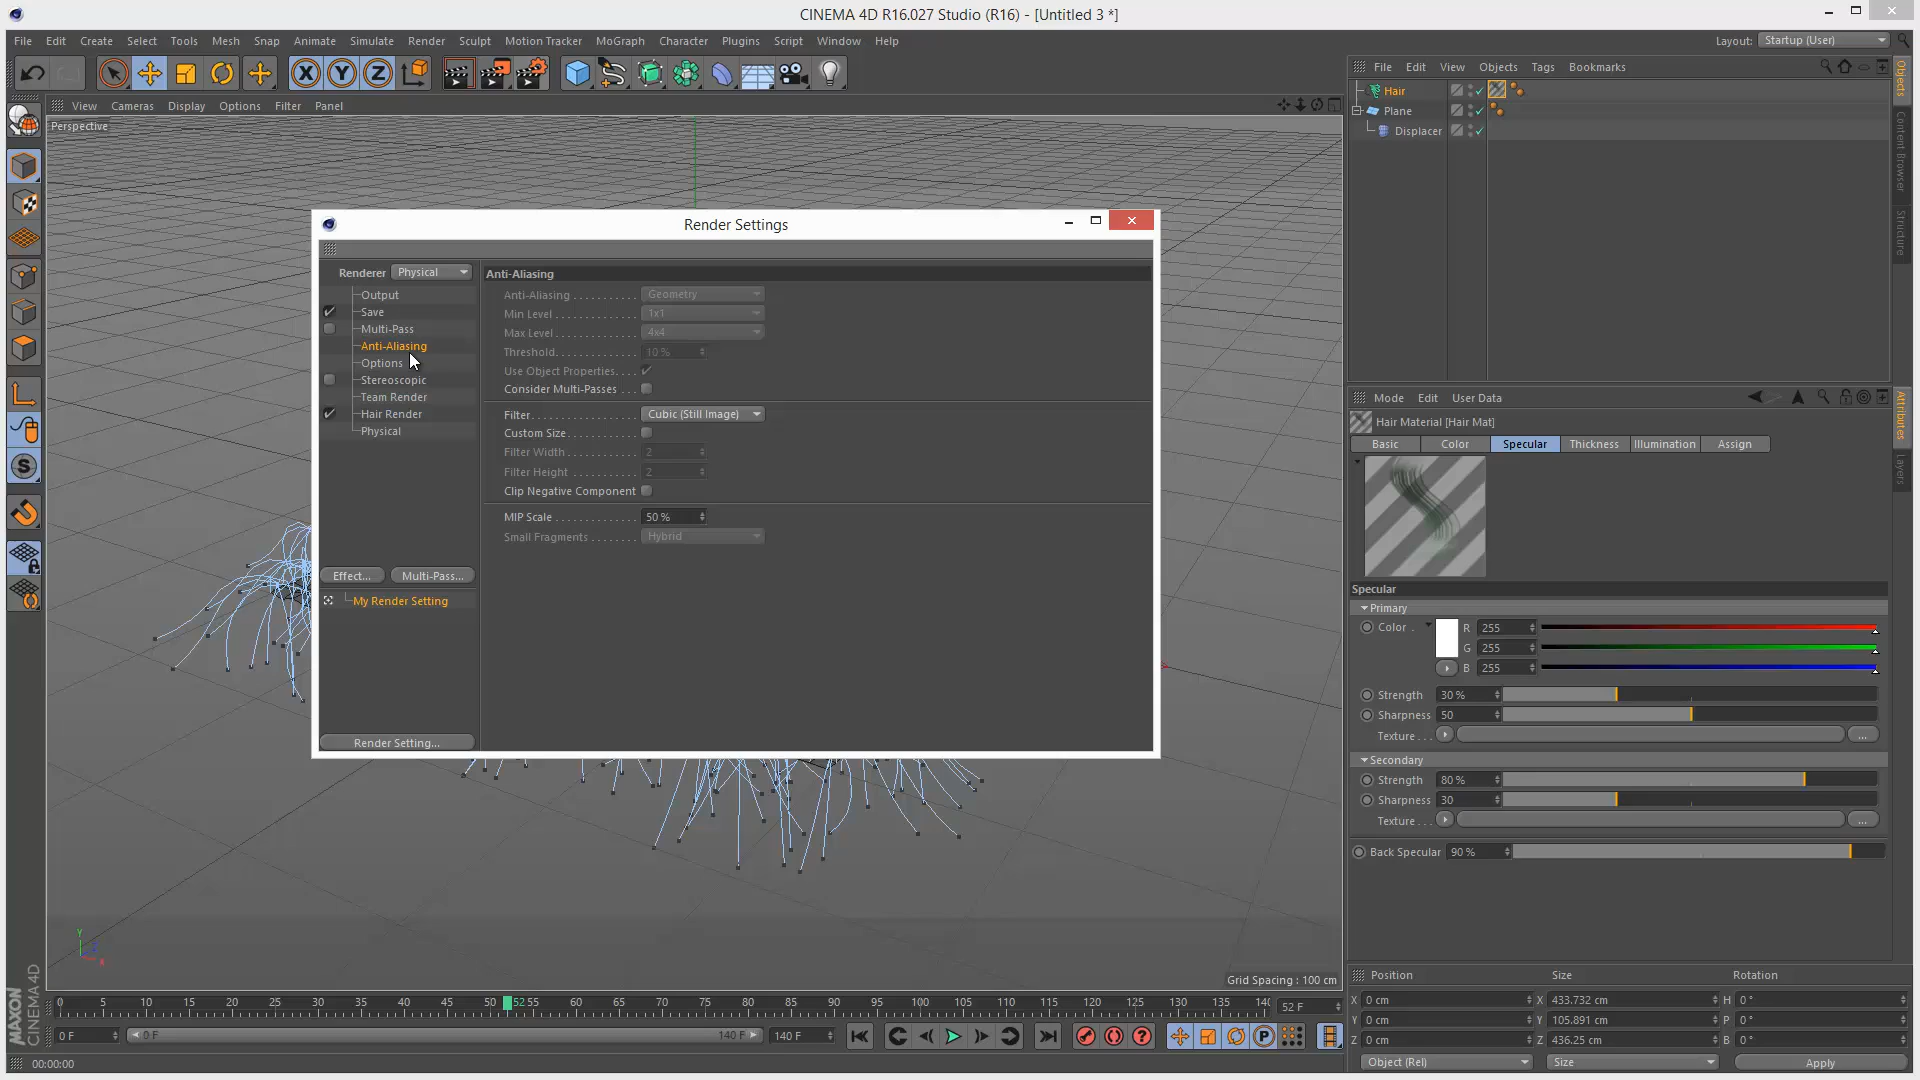 CINEMA 4D R16.027 Studio (R16) - [Untitled 3 *]
File Edit Create Select Tools Mesh Snap Animate Simulate Render Sculpt Motion Tracker MoGraph Character Plugins Script Window Help
Layout: Startup (User)
File Edit View Objects Tags Bookmarks
View Cameras Display Options Filter Panel
Perspective
Hair
Plane
Displacer
Objects
Content Browser
Structure
Render Settings
Renderer Physical
Output
Save
Multi-Pass
Anti-Aliasing
Options
Stereoscopic
Team Render
Hair Render
Physical
Effect...
Multi-Pass...
My Render Setting
Render Setting...
Anti-Aliasing
Anti-Aliasing . . . . . . . . . . . Geometry
Min Level . . . . . . . . . . . . . . 1x1
Max Level . . . . . . . . . . . . . 4x4
Threshold. . . . . . . . . . . . . . 10 %
Use Object Properties. . . .
Consider Multi-Passes . . .
Filter. . . . . . . . . . . . . . . . . . Cubic (Still Image)
Custom Size. . . . . . . . . . . .
Filter Width . . . . . . . . . . . . 2
Filter Height . . . . . . . . . . . 2
Clip Negative Component
MIP Scale . . . . . . . . . . . . . . 50 %
Small Fragments . . . . . . . . Hybrid
Mode Edit User Data
Attributes
Layers
Hair Material [Hair Mat]
Basic Color Specular Thickness Illumination Assign
Specular
Primary
Color .
R 255
G 255
B 255
Strength 30 %
Sharpness 50
Texture . . . ...
Secondary
Strength 80 %
Sharpness 30
Texture . . . ...
Back Specular 90 %
Y
X
Grid Spacing : 100 cm
0 5 10 15 20 25 30 35 40 45 50 52 55 60 65 70 75 80 85 90 95 100 105 110 115 120 125 130 135 140
52 F
0 F
0 F
140 F
140 F
P
MAXON
CINEMA 4D
00:00:00
Position Size Rotation
X 0 cm X 433.732 cm H 0 °
Y 0 cm Y 105.891 cm P 0 °
Z 0 cm Z 436.25 cm B 0 °
Object (Rel) Size Apply